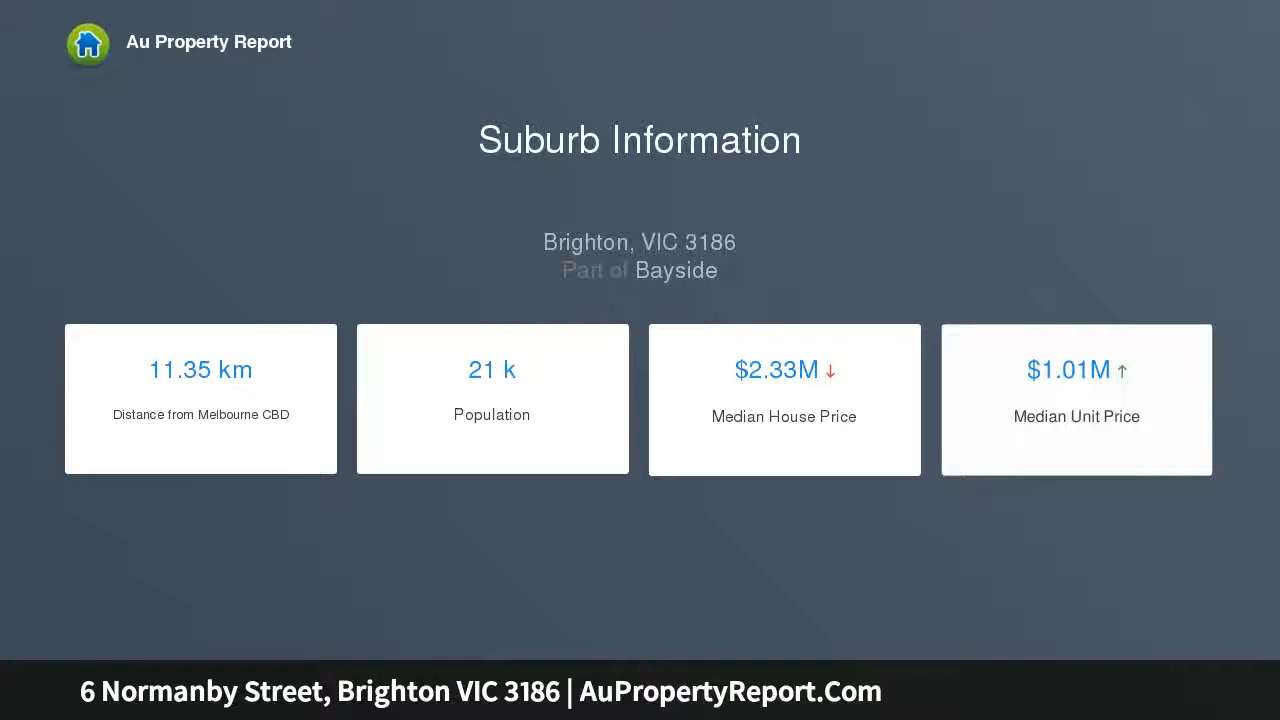 Au Property Report
Suburb Information
Brighton, VIC 3186
Part of Bayside
11.35 km
Distance from Melbourne CBD
21 k
Population
$2.33M ↓
Median House Price
$1.01M ↑
Median Unit Price
6 Normanby Street, Brighton VIC 3186 | AuPropertyReport.Com